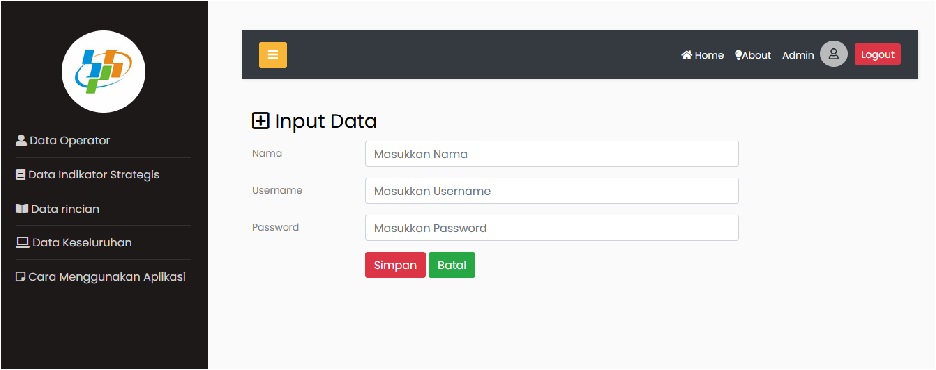 Data Operator
Data Indikator Strategis
Data rincian
Data Keseluruhan
Cara Menggunakan Aplikasi
Home About Admin Logout
Input Data
Nama Masukkan Nama
Username Masukkan Username
Password Masukkan Password
Simpan Batal